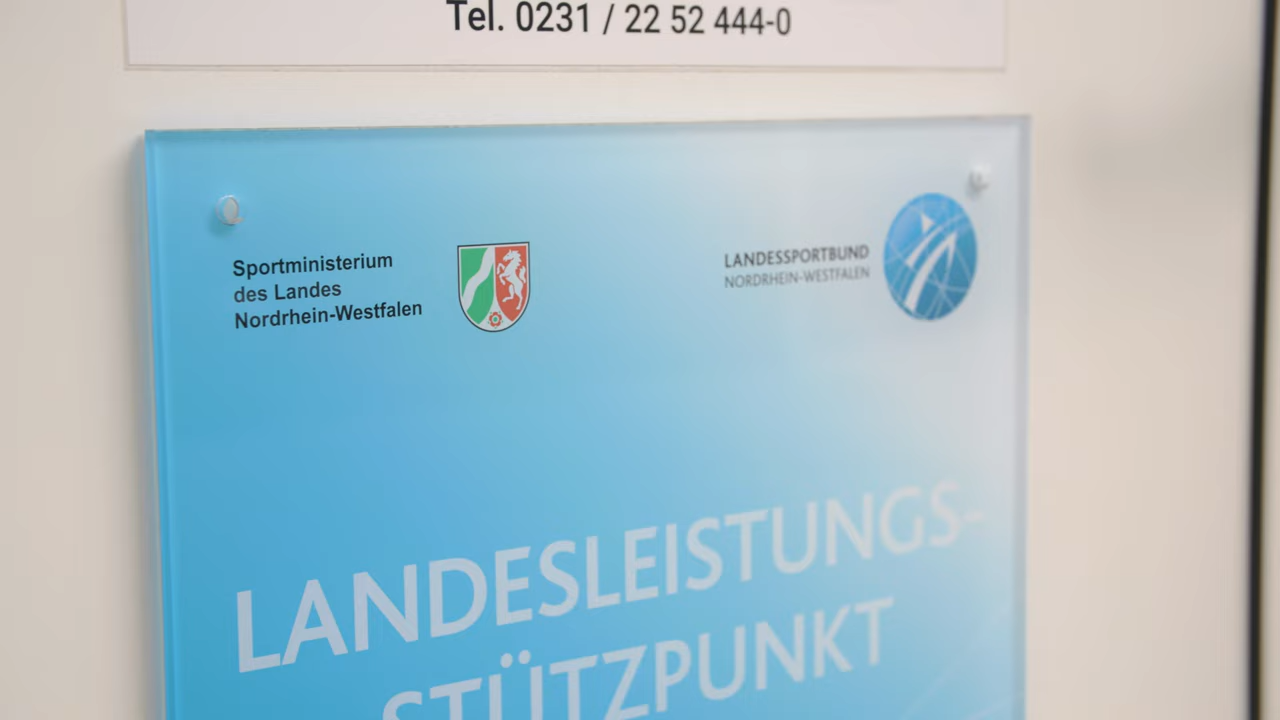 Tel. 0231 / 22 52 444-0
Sportministerium
des Landes
Nordrhein-Westfalen
LANDESSPORTBUND
NORDRHEIN-WESTFALEN
LANDESLEISTUNGS-
STÜTZPUNKT